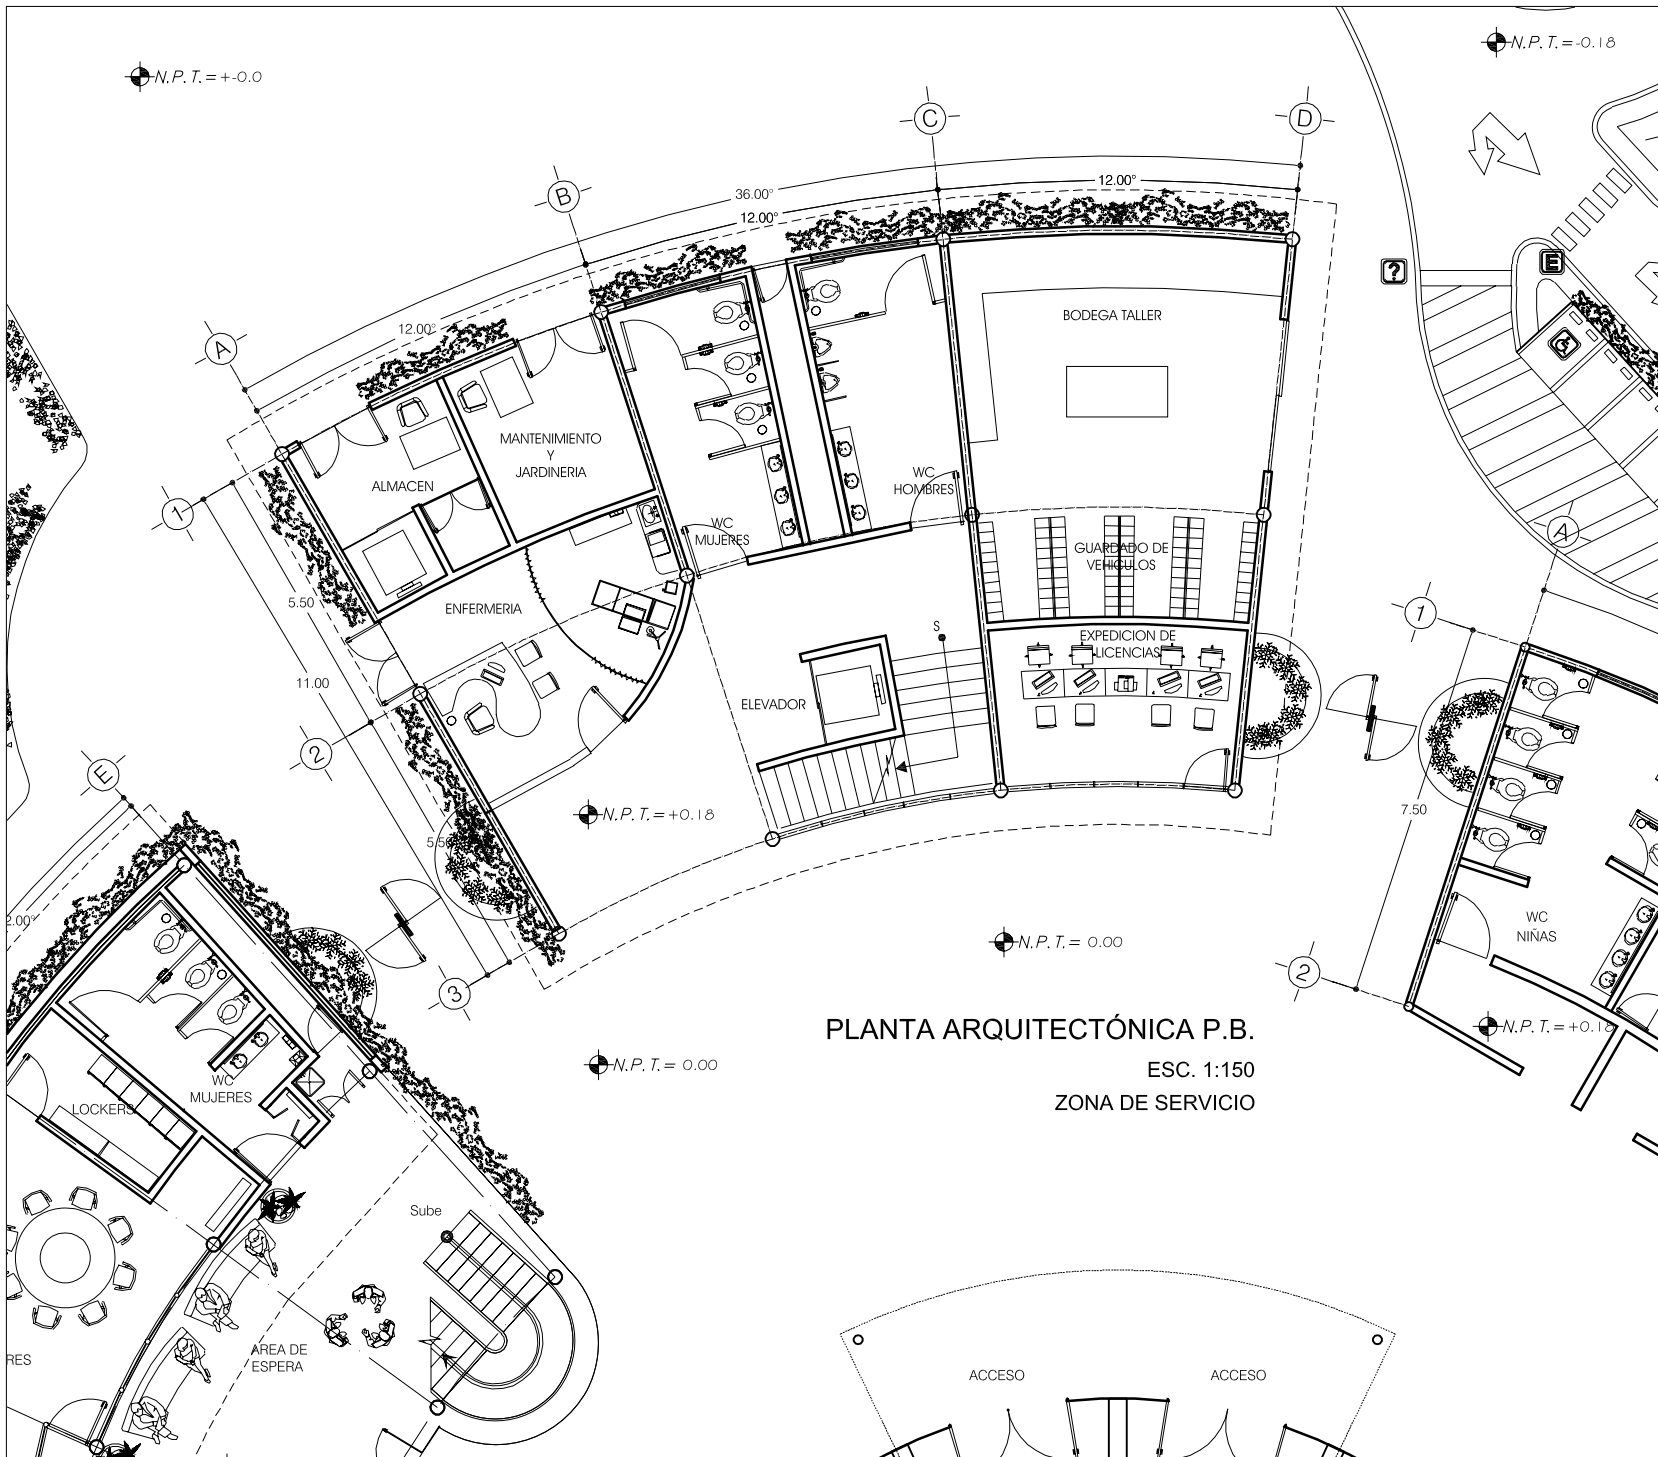 N.P.T.=+-0.0
N.P.T.=-0.18
C
D
B
36.00°
12.00°
12.00°
12.00°
A
?
E
BODEGA TALLER
MANTENIMIENTO
Y
JARDINERIA
ALMACEN
WC
HOMBRES
WC
MUJERES
1
GUARDADO DE
VEHICULOS
A
5.50
ENFERMERIA
1
S
EXPEDICION DE
LICENCIAS
11.00
ELEVADOR
2
E
7.50
N.P.T.=+0.18
5.50
2.00°
WC
NIÑAS
N.P.T.= 0.00
2
3
PLANTA ARQUITECTÓNICA P.B.
N.P.T.=+0.18
N.P.T.= 0.00
ESC. 1:150
ZONA DE SERVICIO
WC
MUJERES
LOCKERS
Sube
AREA DE
ESPERA
RES
ACCESO
ACCESO